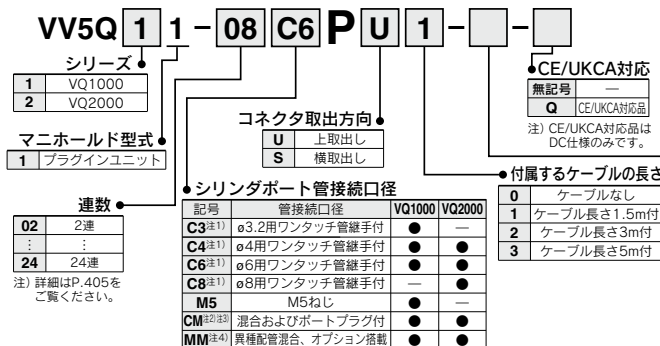 VV5Q 1 1 - 08 C6 P U 1 - -
シリーズ
1 VQ1000
2 VQ2000
マニホールド型式
1 プラグインユニット
連数
02 2連
⋮ ⋮
24 24連
注) 詳細はP.405を
ご覧ください。
コネクタ取出方向
U 上取出し
S 横取出し
シリンダポート管接続口径
記号 管接続口径 VQ1000 VQ2000
C3注1) ø3.2用ワンタッチ管継手付 ● —
C4注1) ø4用ワンタッチ管継手付 ● ●
C6注1) ø6用ワンタッチ管継手付 ● ●
C8注1) ø8用ワンタッチ管継手付 — ●
M5 M5ねじ ● —
CM注2)注3) 混合およびポートプラグ付 ● ●
MM注4) 異種配管混合、オプション搭載 ● ●
CE/UKCA対応
無記号 —
Q CE/UKCA対応品
注) CE/UKCA対応品は
DC仕様のみです。
付属するケーブルの長さ
0 ケーブルなし
1 ケーブル長さ1.5m付
2 ケーブル長さ3m付
3 ケーブル長さ5m付